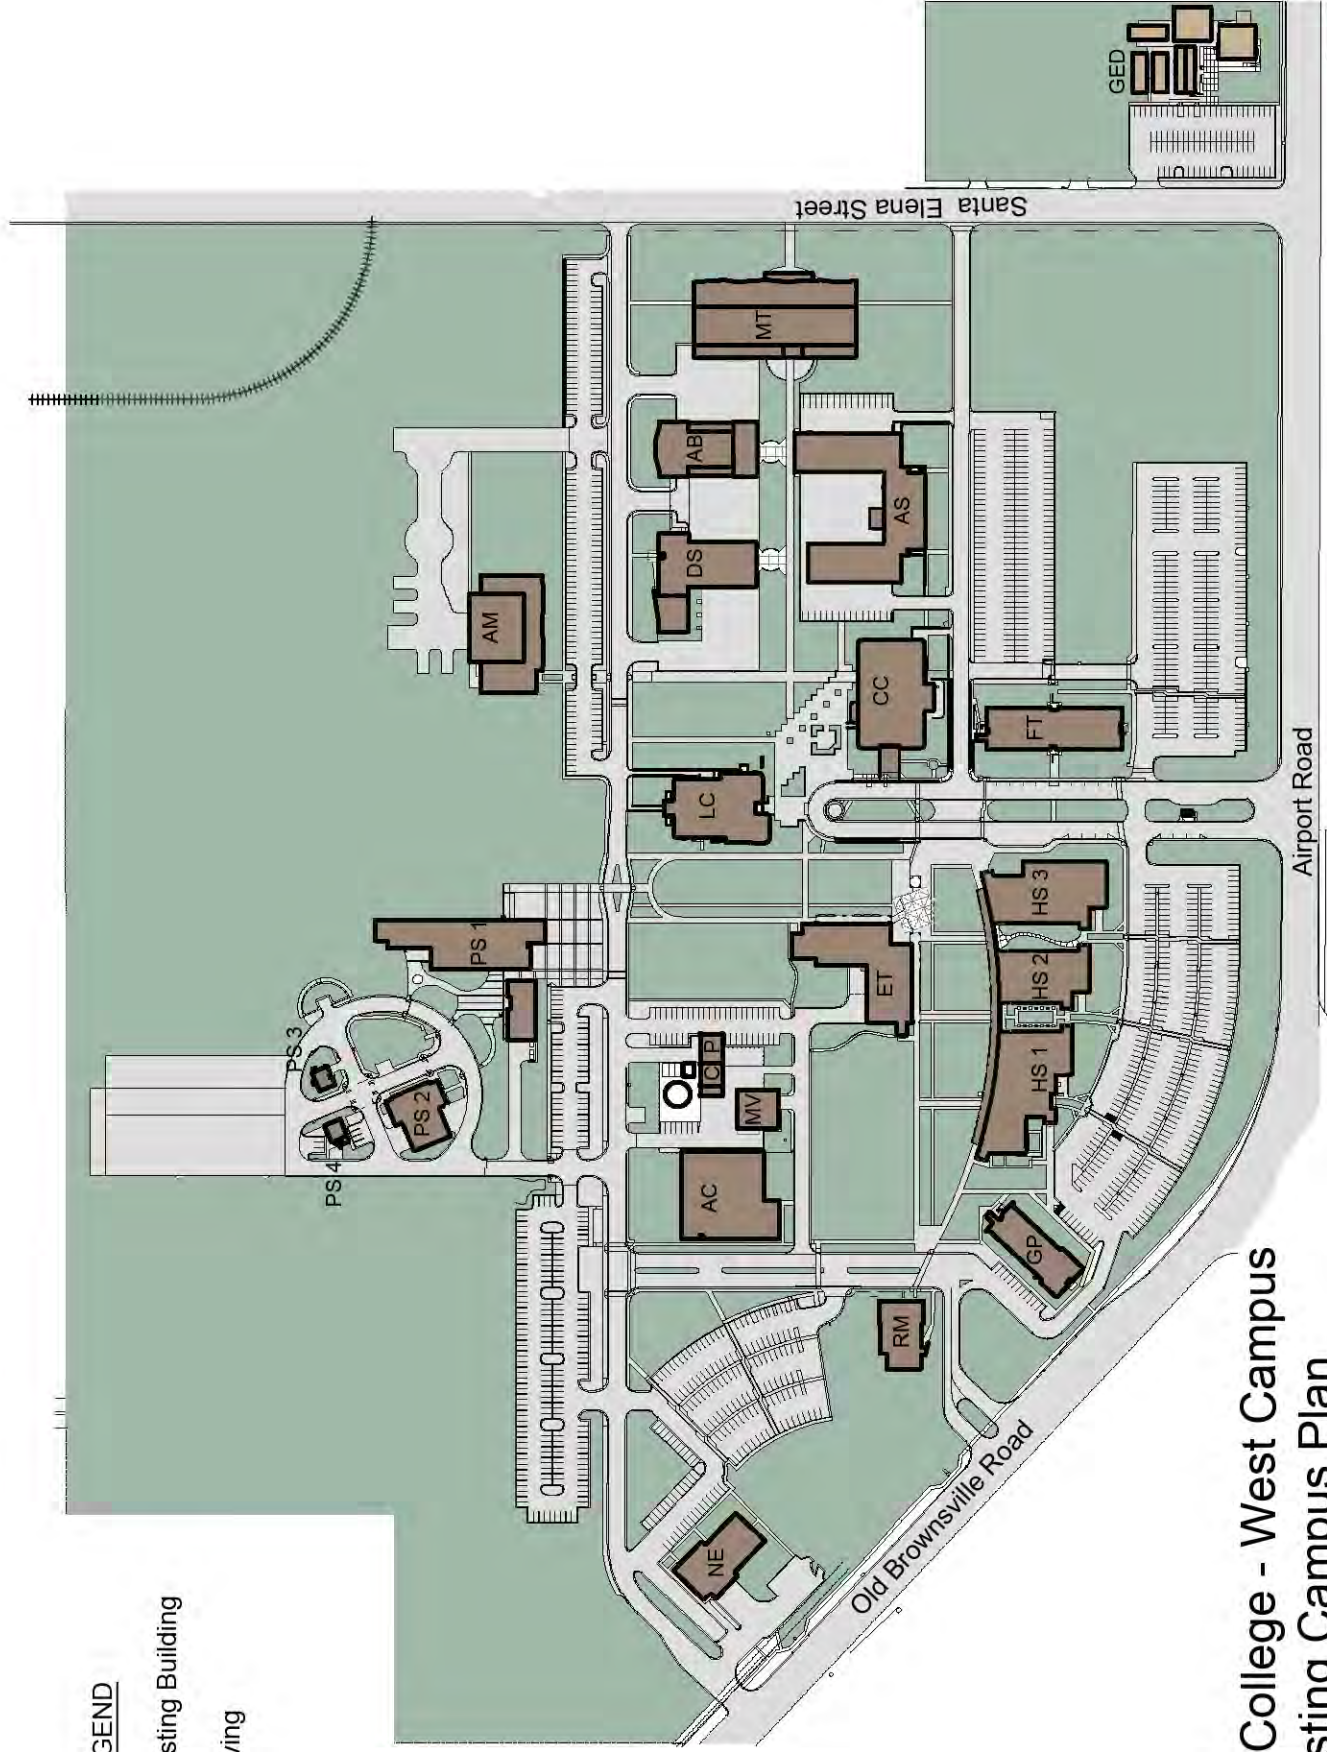 GED
Santa Elena Street
MT
AB
DS
AS
AM
CC
FT
LC
Airport Road
PS 1
ET
HS 3
HS 2
HS 1
PS 3
PS 2
PS 4
C
P
MV
AC
GP
RM
NE
Old Brownsville Road
GEND
sting Building
ving
College - West Campus
sting Campus Plan